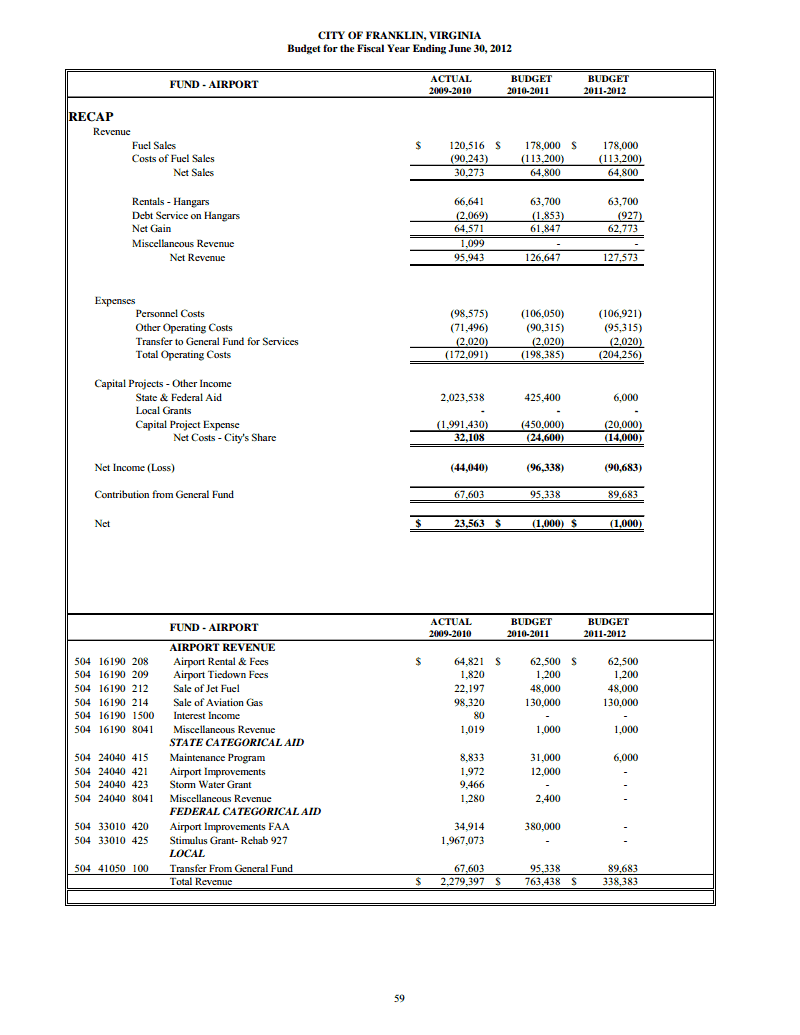 CITY OF FRANKLIN, VIRGINIA
Budget for the Fiscal Year Ending June 30, 2012
FUND - AIRPORT ACTUAL 2009-2010 BUDGET 2010-2011 BUDGET 2011-2012
RECAP
Revenue
Fuel Sales $ 120,516 $ 178,000 $ 178,000
Costs of Fuel Sales (90,243) (113,200) (113,200)
Net Sales 30,273 64,800 64,800
Rentals - Hangars 66,641 63,700 63,700
Debt Service on Hangars (2,069) (1,853) (927)
Net Gain 64,571 61,847 62,773
Miscellaneous Revenue 1,099 - -
Net Revenue 95,943 126,647 127,573
Expenses
Personnel Costs (98,575) (106,050) (106,921)
Other Operating Costs (71,496) (90,315) (95,315)
Transfer to General Fund for Services (2,020) (2,020) (2,020)
Total Operating Costs (172,091) (198,385) (204,256)
Capital Projects - Other Income
State & Federal Aid 2,023,538 425,400 6,000
Local Grants - - -
Capital Project Expense (1,991,430) (450,000) (20,000)
Net Costs - City's Share 32,108 (24,600) (14,000)
Net Income (Loss) (44,040) (96,338) (90,683)
Contribution from General Fund 67,603 95,338 89,683
Net $ 23,563 $ (1,000) $ (1,000)
FUND - AIRPORT ACTUAL 2009-2010 BUDGET 2010-2011 BUDGET 2011-2012
AIRPORT REVENUE
504 16190 208 Airport Rental & Fees $ 64,821 $ 62,500 $ 62,500
504 16190 209 Airport Tiedown Fees 1,820 1,200 1,200
504 16190 212 Sale of Jet Fuel 22,197 48,000 48,000
504 16190 214 Sale of Aviation Gas 98,320 130,000 130,000
504 16190 1500 Interest Income 80 - -
504 16190 8041 Miscellaneous Revenue 1,019 1,000 1,000
STATE CATEGORICAL AID
504 24040 415 Maintenance Program 8,833 31,000 6,000
504 24040 421 Airport Improvements 1,972 12,000 -
504 24040 423 Storm Water Grant 9,466 - -
504 24040 8041 Miscellaneous Revenue 1,280 2,400 -
FEDERAL CATEGORICAL AID
504 33010 420 Airport Improvements FAA 34,914 380,000 -
504 33010 425 Stimulus Grant- Rehab 927 1,967,073 - -
LOCAL
504 41050 100 Transfer From General Fund 67,603 95,338 89,683
Total Revenue $ 2,279,397 $ 763,438 $ 338,383
59